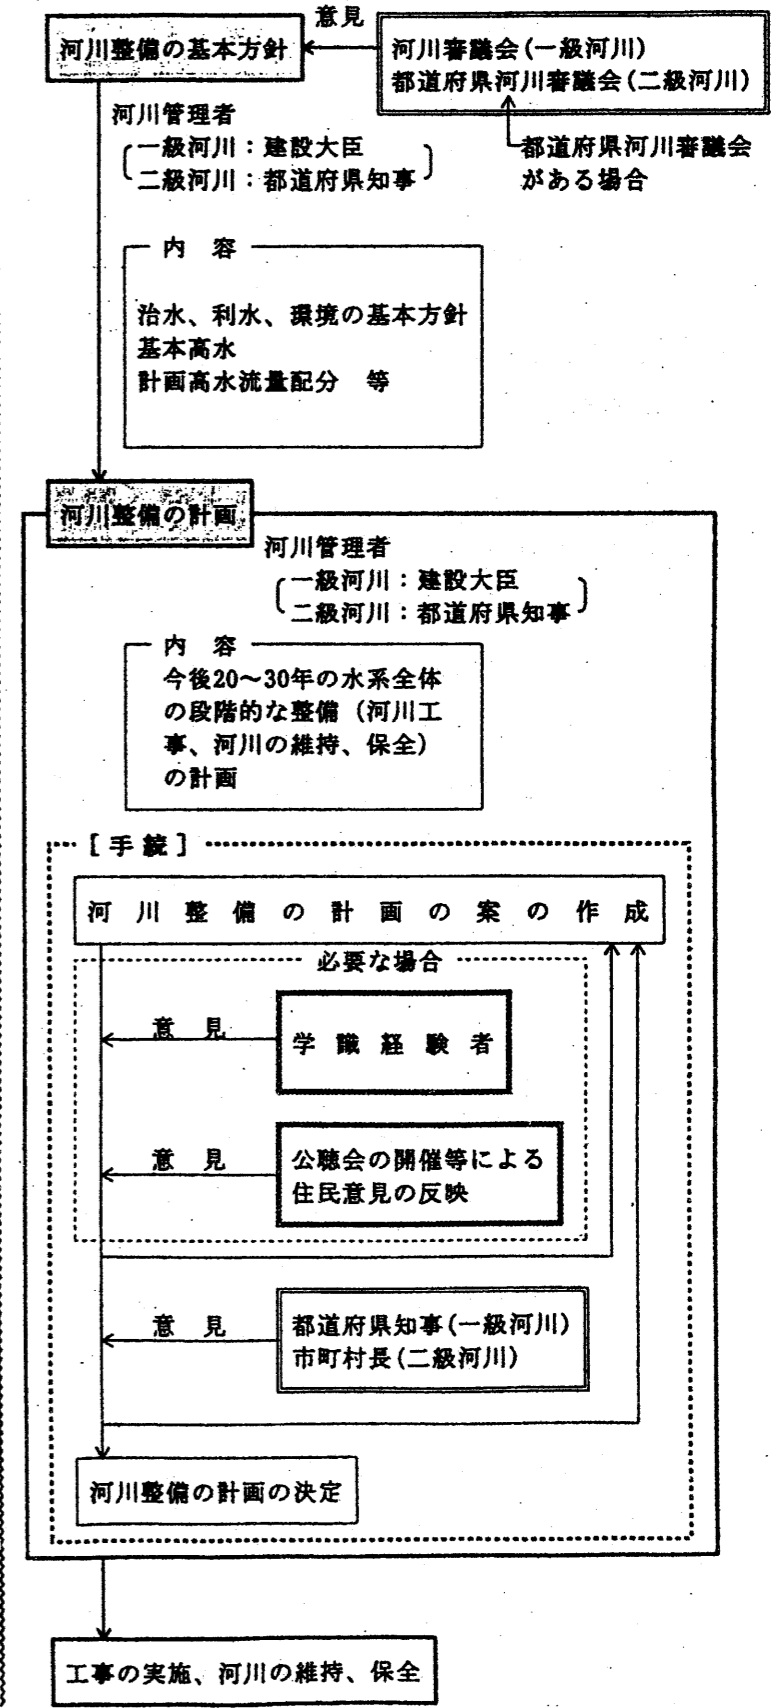 河川整備の基本方針
意見
河川審議会(一級河川)
都道府県河川審議会(二級河川)
都道府県河川審議会
がある場合
河川管理者
一級河川：建設大臣
二級河川：都道府県知事
内　容
治水、利水、環境の基本方針
基本高水
計画高水流量配分　等
河川整備の計画
河川管理者
一級河川：建設大臣
二級河川：都道府県知事
内　容
今後20～30年の水系全体
の段階的な整備（河川工
事、河川の維持、保全）
の計画
［手続］
河川整備の計画の案の作成
必要な場合
意　見
学識経験者
意　見
公聴会の開催等による
住民意見の反映
意　見
都道府県知事(一級河川)
市町村長(二級河川)
河川整備の計画の決定
工事の実施、河川の維持、保全